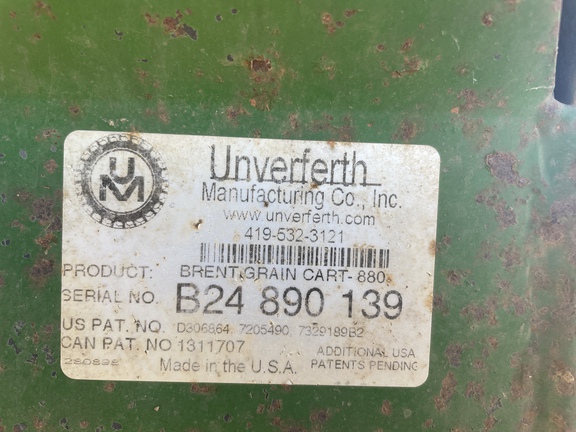 UM
Unverferth
Manufacturing Co., Inc.
www.unverferth.com
419-532-3121
PRODUCT: BRENT GRAIN CART- 880
SERIAL NO. B24 890 139
US PAT. NO. D306864 7205490 7329189B2
CAN PAT. NO 1311707
ADDITIONAL USA
Made in the U.S.A. PATENTS PENDING